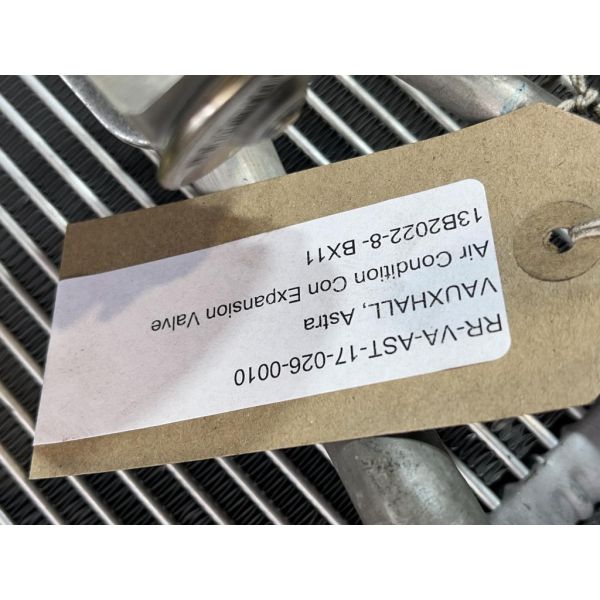 RR-VA-AST-17-026-0010
VAUXHALL, Astra
Air Condition Con Expansion Valve
13B2022-8- BX11